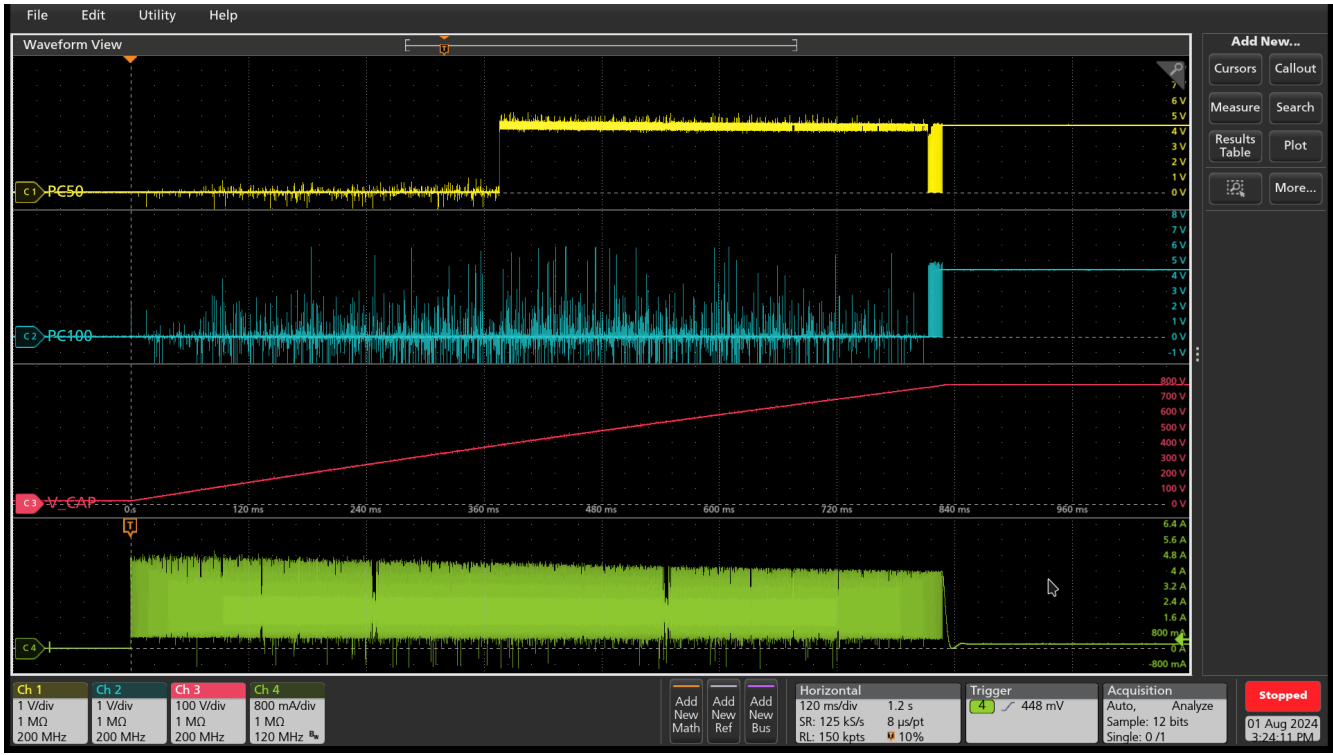 File Edit Utility Help
Waveform View
Add New...
Cursors Callout
Measure Search
Results Table Plot
More...
T
7
6 V
5 V
4 V
3 V
2 V
1 V
0 V
C 1 PC50
8 V
7 V
6 V
5 V
4 V
3 V
2 V
1 V
0 V
-1 V
C 2 PC100
800 V
700 V
600 V
500 V
400 V
300 V
200 V
100 V
0 V
C 3 V_CAP
0 s 120 ms 240 ms 360 ms 480 ms 600 ms 720 ms 840 ms 960 ms
T
6.4 A
5.6 A
4.8 A
4 A
3.2 A
2.4 A
1.6 A
800 mA
0 A
-800 mA
C 4
Ch 1
1 V/div
1 MΩ
200 MHz
Ch 2
1 V/div
1 MΩ
200 MHz
Ch 3
100 V/div
1 MΩ
200 MHz
Ch 4
800 mA/div
1 MΩ
120 MHz Bw
Add New Math
Add New Ref
Add New Bus
Horizontal
120 ms/div 1.2 s
SR: 125 kS/s 8 µs/pt
RL: 150 kpts 10%
Trigger
4 448 mV
Acquisition
Auto, Analyze
Sample: 12 bits
Single: 0 /1
Stopped
01 Aug 2024
3:24:11 PM